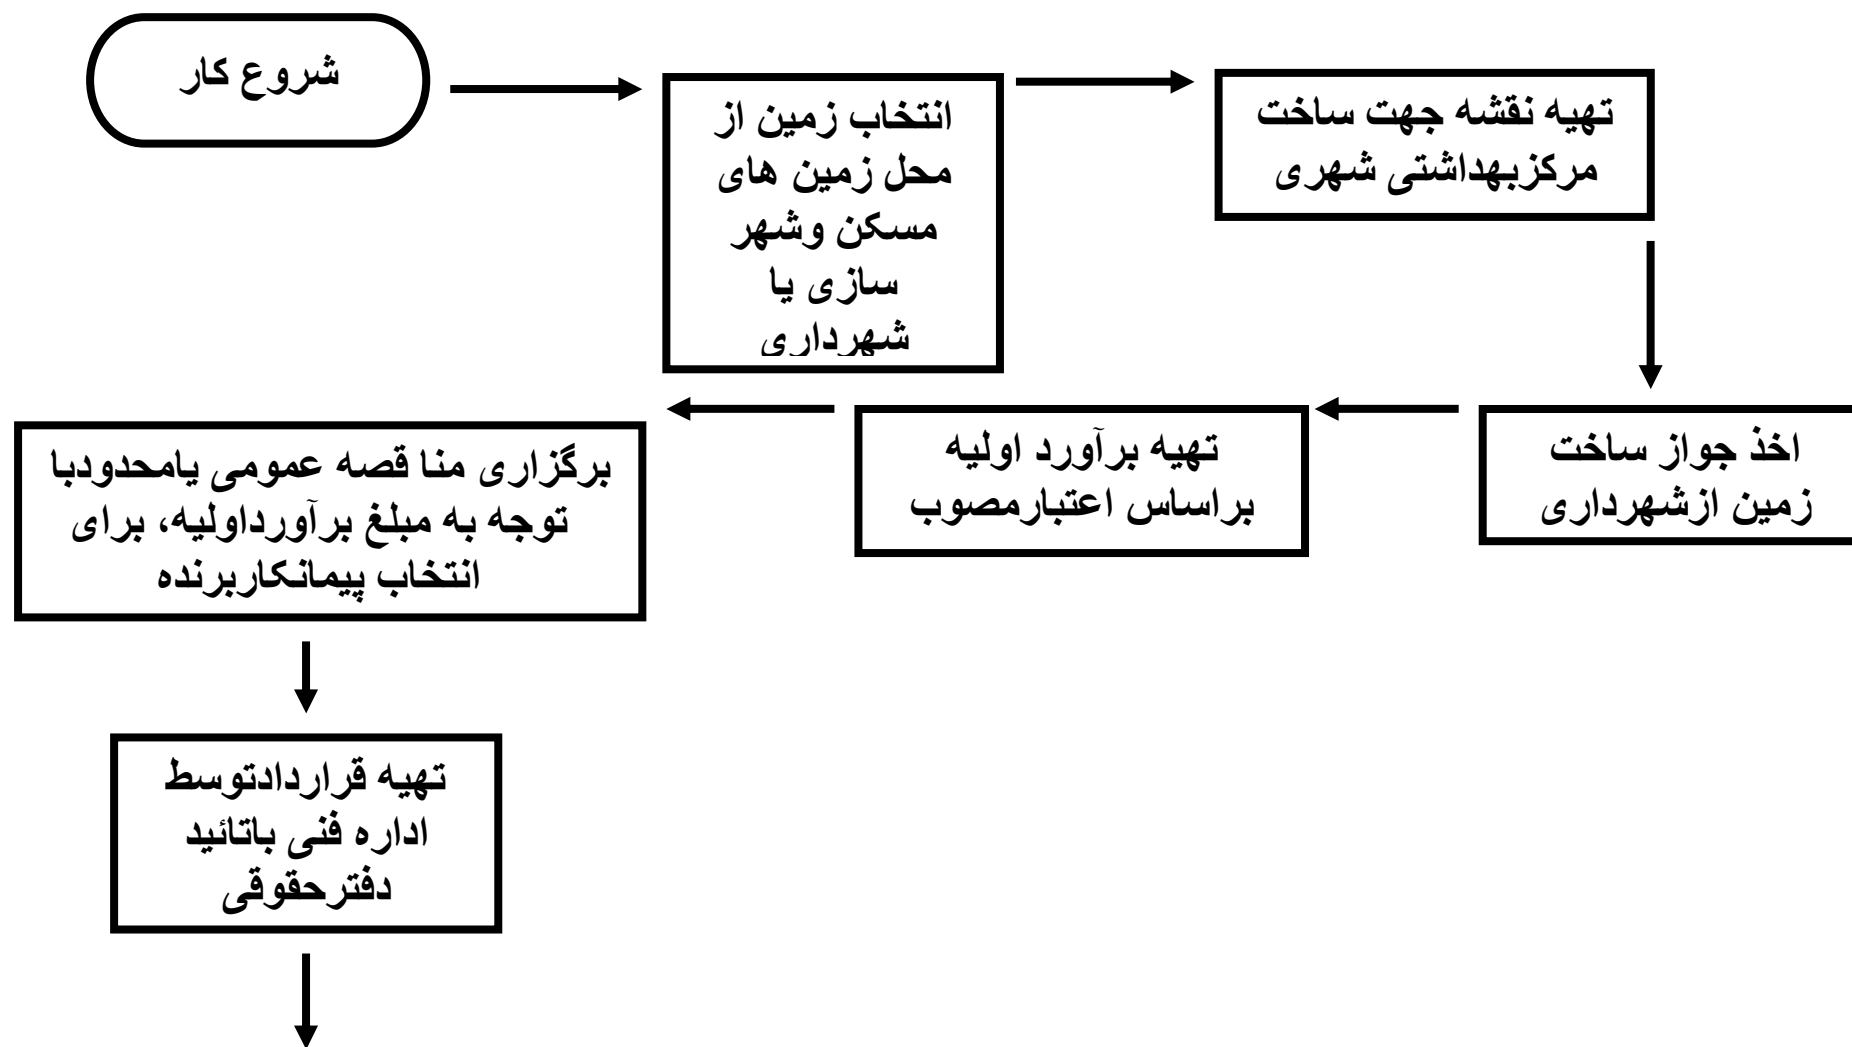 شروع کار
انتخاب زمین از
محل زمین های
مسکن وشهر
سازی یا
شهرداری
تهیه نقشه جهت ساخت
مرکزبهداشتی شهری
اخذ جواز ساخت
زمین ازشهرداری
تهیه برآورد اولیه
براساس اعتبارمصوب
برگزاری منا قصه عمومی یامحدودبا
توجه به مبلغ برآورداولیه، برای
انتخاب پیمانکاربرنده
تهیه قراردادتوسط
اداره فنی باتائید
دفترحقوقی